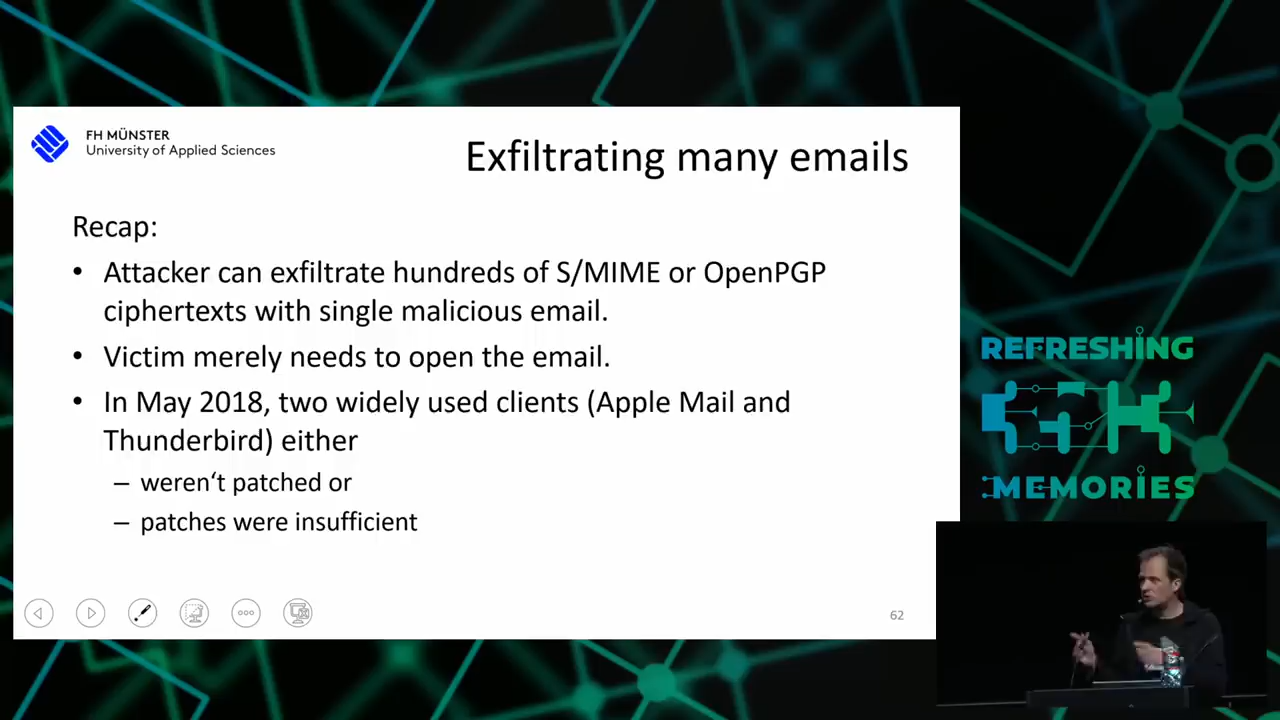 FH MÜNSTER
University of Applied Sciences
Exfiltrating many emails
Recap:
• Attacker can exfiltrate hundreds of S/MIME or OpenPGP
ciphertexts with single malicious email.
• Victim merely needs to open the email.
• In May 2018, two widely used clients (Apple Mail and
Thunderbird) either
– weren‘t patched or
– patches were insufficient
62
REFRESHING
35C3
MEMORIES